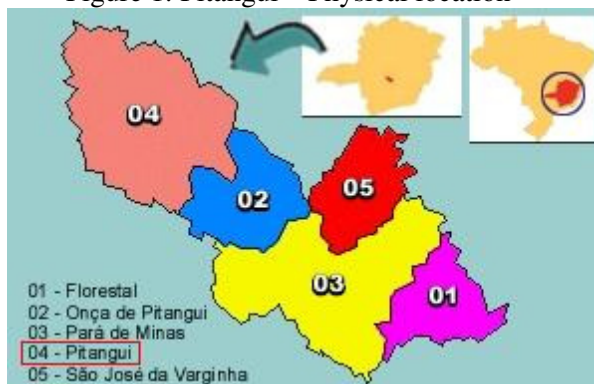 Figure 1. Pitangui – Physical location
04
02
05
03
01
01 - Florestal
02 - Onça de Pitangui
03 - Pará de Minas
04 - Pitangui
05 - São José da Varginha